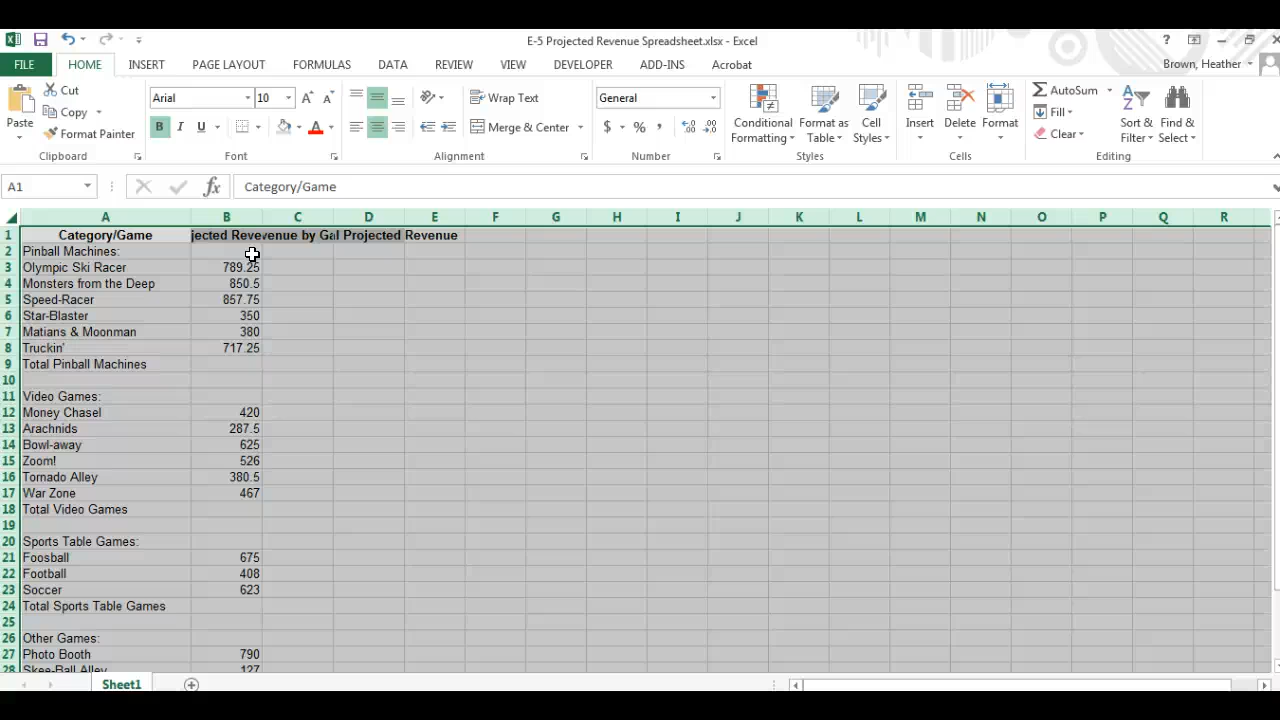 E-5 Projected Revenue Spreadsheet.xlsx - Excel
?
FILE HOME INSERT PAGE LAYOUT FORMULAS DATA REVIEW VIEW DEVELOPER ADD-INS Acrobat Brown, Heather
Paste Cut Copy Format Painter
Clipboard
Arial 10 A A
B I U A
Font
Wrap Text
Merge & Center
Alignment
General
$ % , .0 .00 .00 .0
Number
Conditional Formatting Format as Table Cell Styles
Styles
Insert Delete Format
Cells
AutoSum Fill Clear Sort & Filter Find & Select
Editing
A1 fx Category/Game
A B C D E F G H I J K L M N O P Q R
1 Category/Game jected Revevenue by Gal Projected Revenue
2 Pinball Machines:
3 Olympic Ski Racer 789.25
4 Monsters from the Deep 850.5
5 Speed-Racer 857.75
6 Star-Blaster 350
7 Matians & Moonman 380
8 Truckin' 717.25
9 Total Pinball Machines
10
11 Video Games:
12 Money Chasel 420
13 Arachnids 287.5
14 Bowl-away 625
15 Zoom! 526
16 Tornado Alley 380.5
17 War Zone 467
18 Total Video Games
19
20 Sports Table Games:
21 Foosball 675
22 Football 408
23 Soccer 623
24 Total Sports Table Games
25
26 Other Games:
27 Photo Booth 790
28 Skee-Ball Alley 127
Sheet1